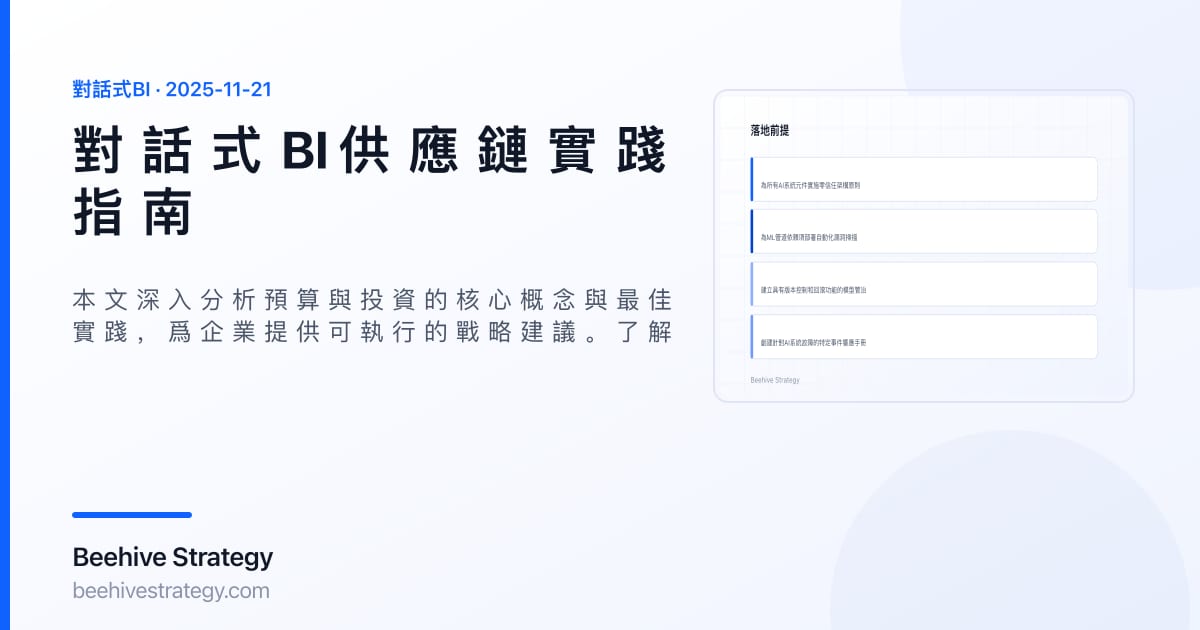 對話式BI · 2025-11-21
對話式BI供應鏈實踐
指南
本文深入分析預算與投資的核心概念與最佳
實踐，爲企業提供可執行的戰略建議。了解
Beehive Strategy
beehivestrategy.com
落地前提
為所有AI系統元件實施零信任架構原則
為ML管道依賴項部署自動化漏洞掃描
建立具有版本控制和回滾功能的模型管治
創建針對AI系統故障的特定事件響應手冊
Beehive Strategy